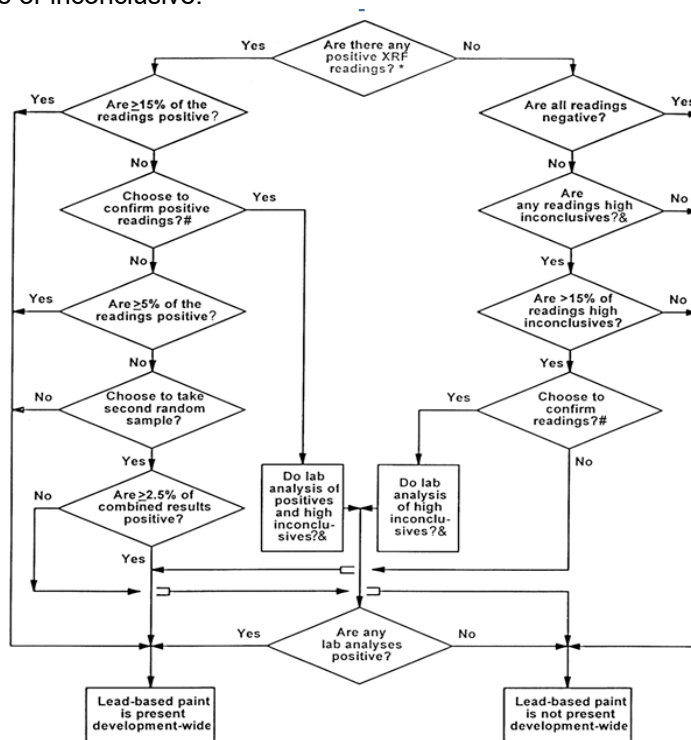 s or inconclusive.
Are there any
positive XRF
readings? *
Yes
No
Are ≥15% of the
readings positive?
Yes
No
Are all readings
negative?
Yes
No
Choose to
confirm positive
readings?#
Yes
No
Are
any readings high
inconclusives?&
No
Yes
Are ≥5% of the
readings positive?
Yes
No
Are >15% of
readings high
inconclusives?
No
Yes
Choose to take
second random
sample?
No
Yes
Choose to
confirm
readings?#
Yes
No
Are ≥2.5% of
combined results
positive?
No
Yes
Do lab
analysis of
positives
and high
inconclu-
sives?&
Do lab
analysis
of high
inconclu-
sives?&
Are any
lab analyses
positive?
Yes
No
Lead-based paint
is present
development-wide
Lead-based paint
is not present
development-wide